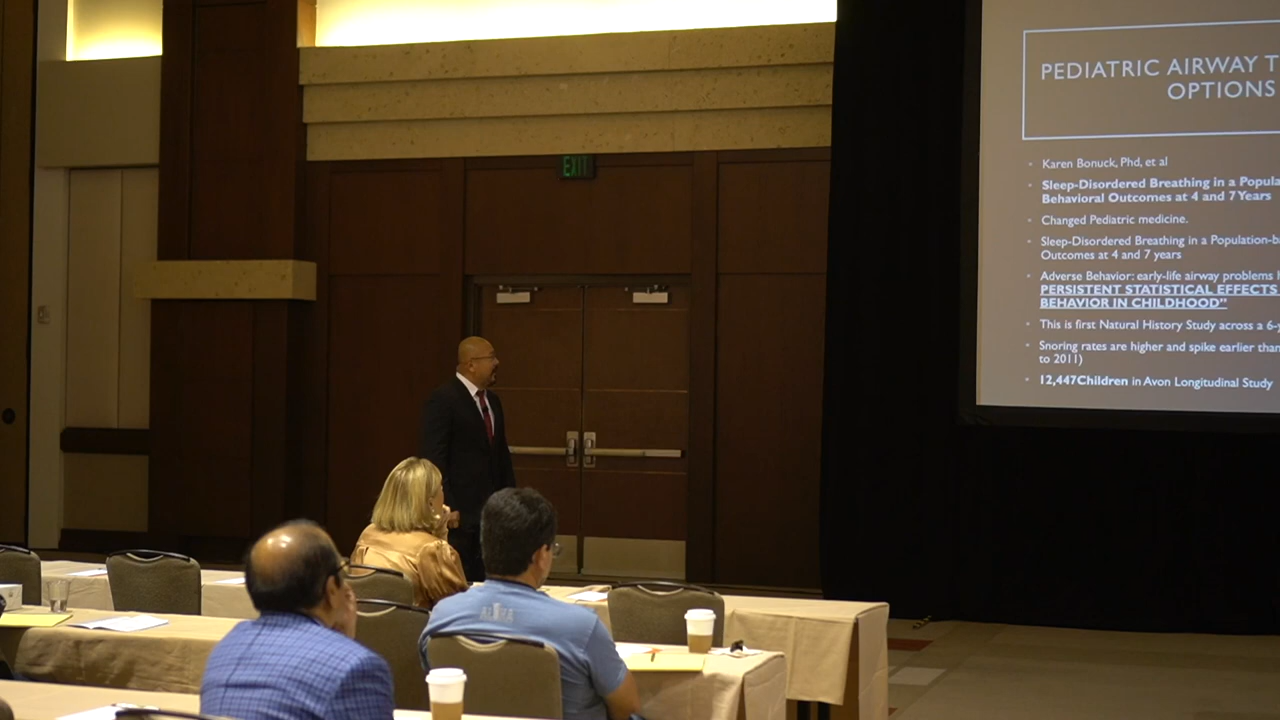 EXIT
PEDIATRIC AIRWAY T
OPTIONS
• Karen Bonuck, Phd, et al
• Sleep-Disordered Breathing in a Popula
Behavioral Outcomes at 4 and 7 Years
• Changed Pediatric medicine.
• Sleep-Disordered Breathing in a Population-b
Outcomes at 4 and 7 years
• Adverse Behavior: early-life airway problems h
PERSISTENT STATISTICAL EFFECTS
BEHAVIOR IN CHILDHOOD"
• This is first Natural History Study across a 6-y
• Snoring rates are higher and spike earlier than
to 2011)
• 12,447Children in Avon Longitudinal Study